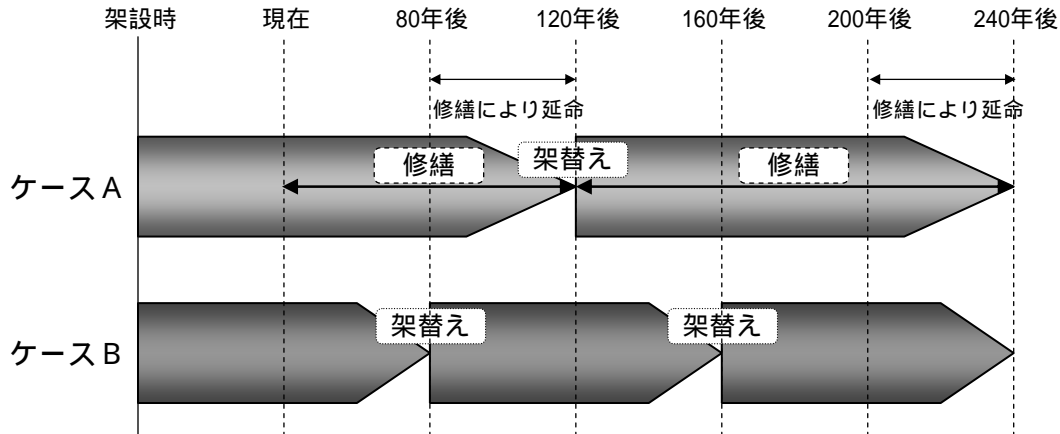 架設時 現在 80年後 120年後 160年後 200年後 240年後
修繕により延命 修繕により延命
修繕 架替え 修繕
ケースA
架替え 架替え
ケースB